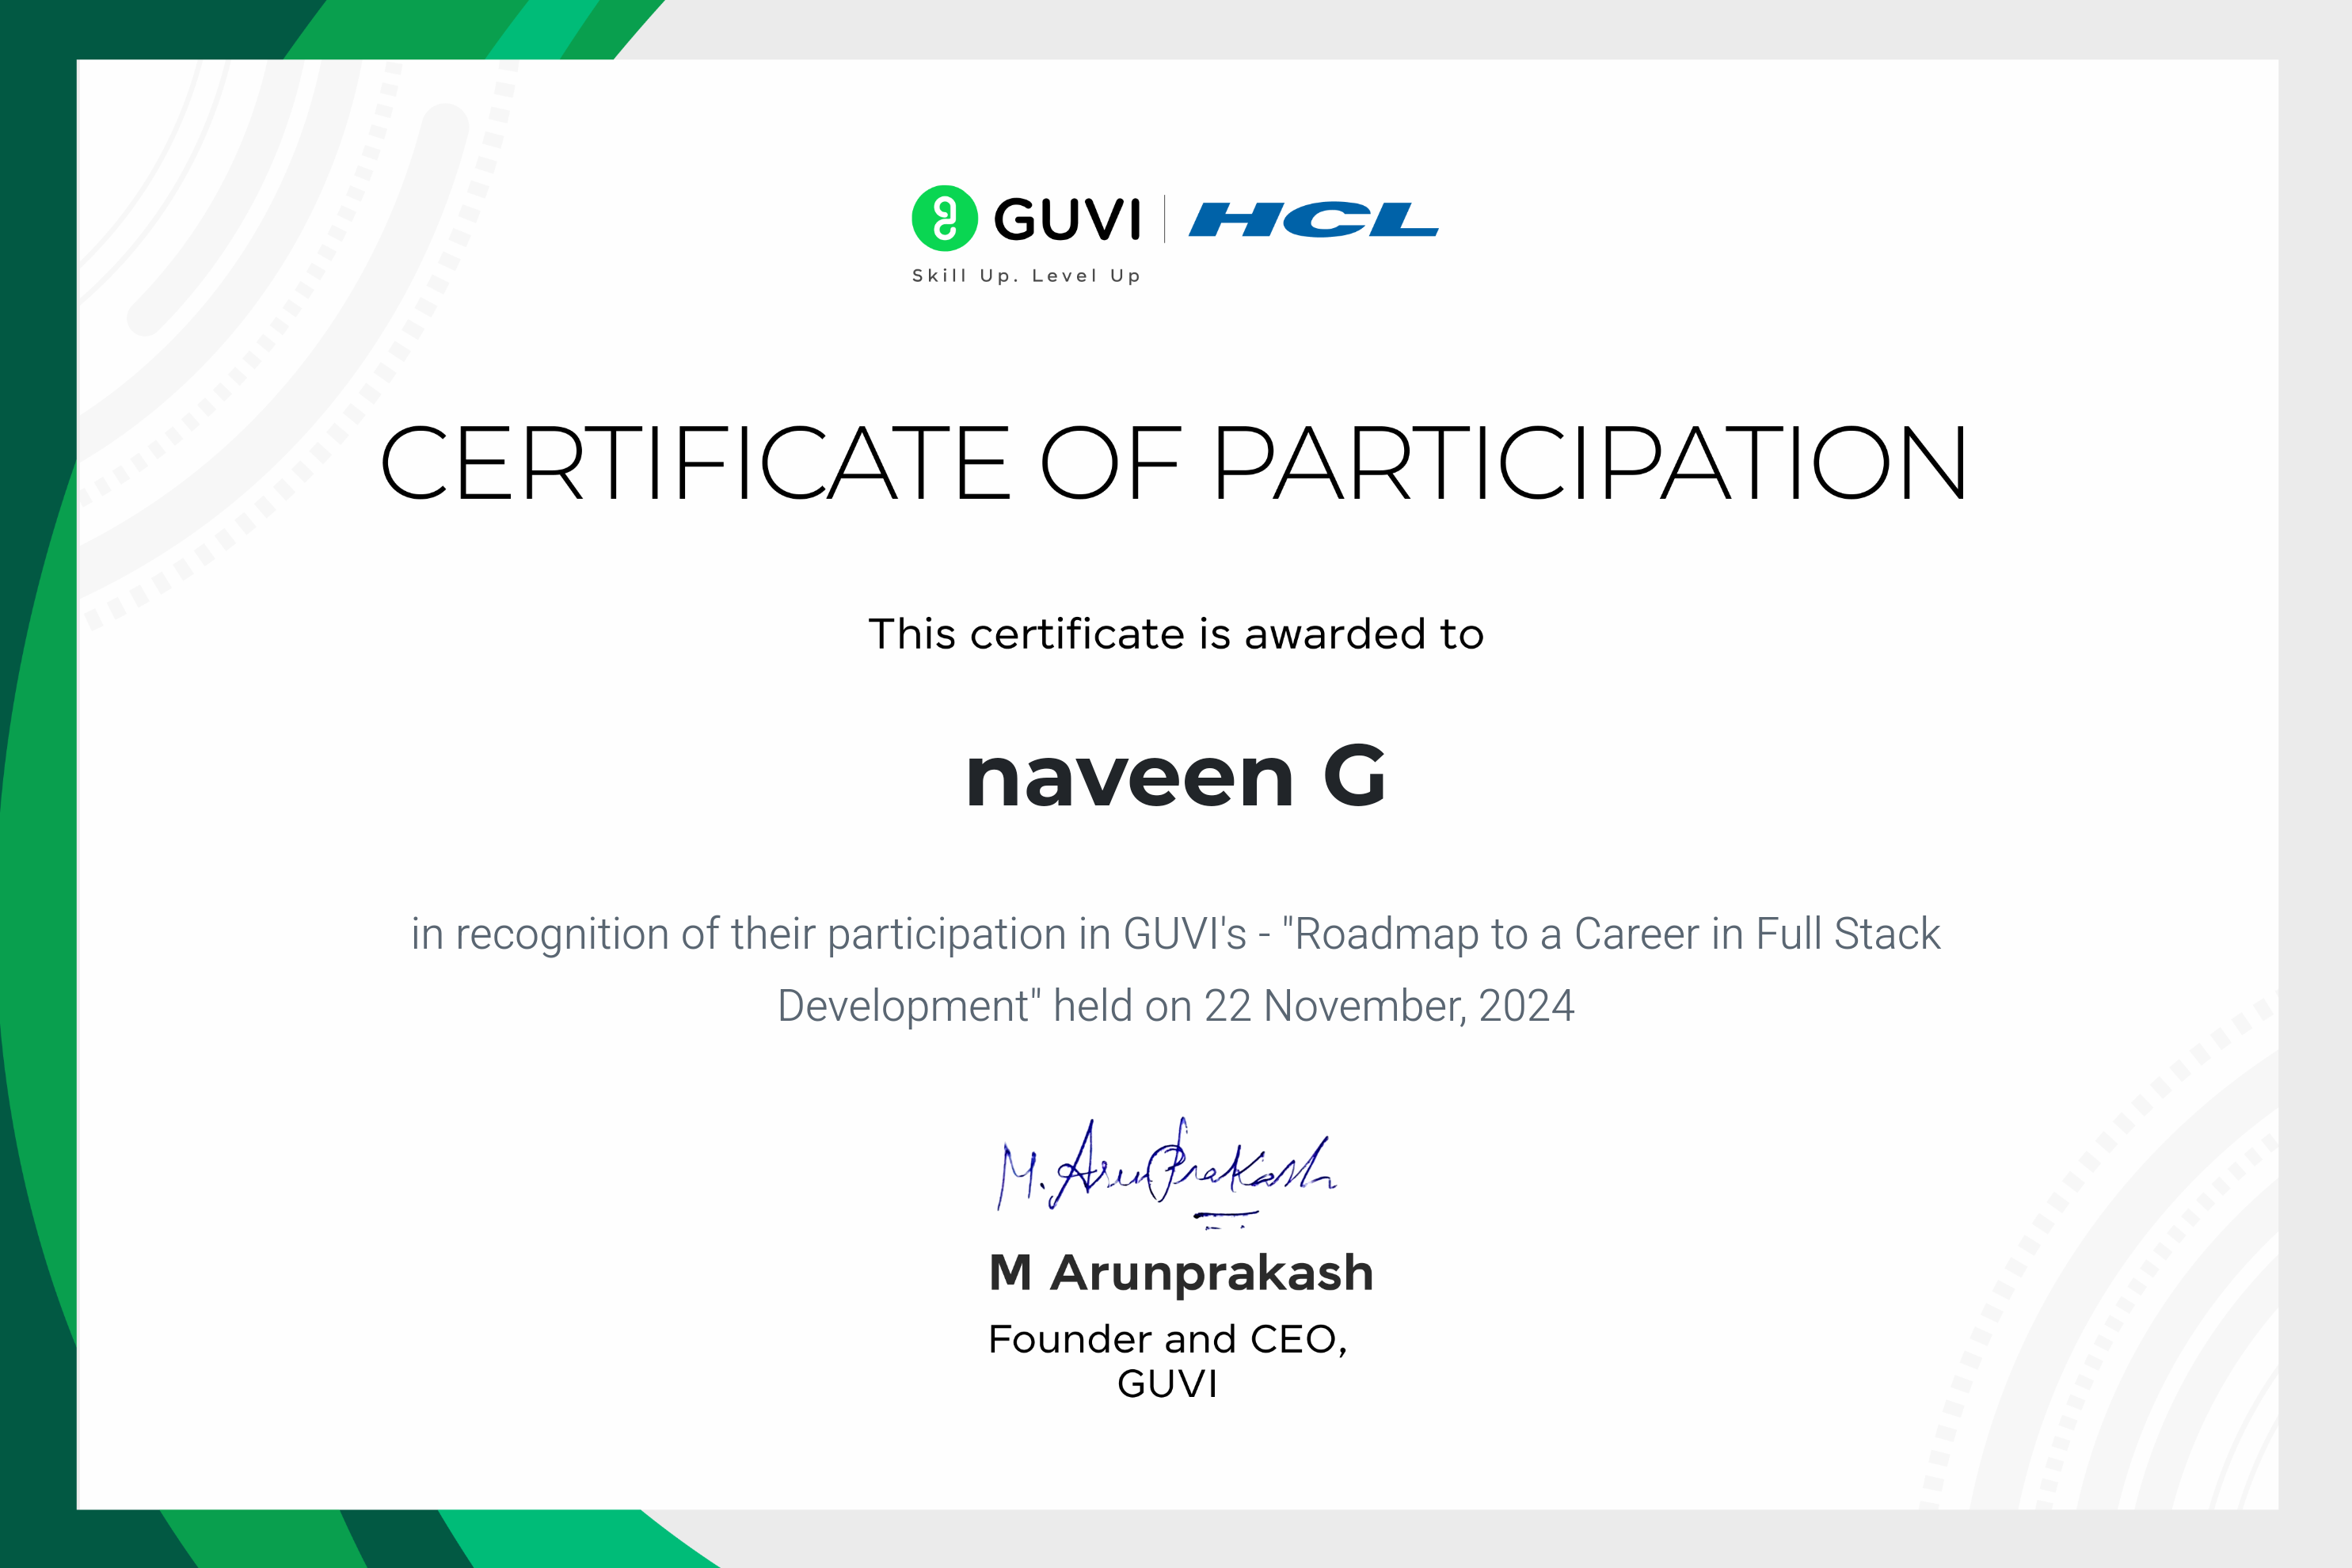 GUVI HCL
Skill Up. Level Up
CERTIFICATE OF PARTICIPATION
This certificate is awarded to
naveen G
in recognition of their participation in GUVI's - "Roadmap to a Career in Full Stack
Development" held on 22 November, 2024
M. ArunPrakash
M Arunprakash
Founder and CEO,
GUVI